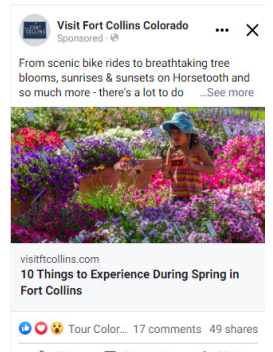 FORT
COLLINS
Visit Fort Collins Colorado
Sponsored ·
From scenic bike rides to breathtaking tree
blooms, sunrises & sunsets on Horsetooth and
so much more - there's a lot to do ...See more
visitftcollins.com
10 Things to Experience During Spring in
Fort Collins
Tour Color... 17 comments 49 shares